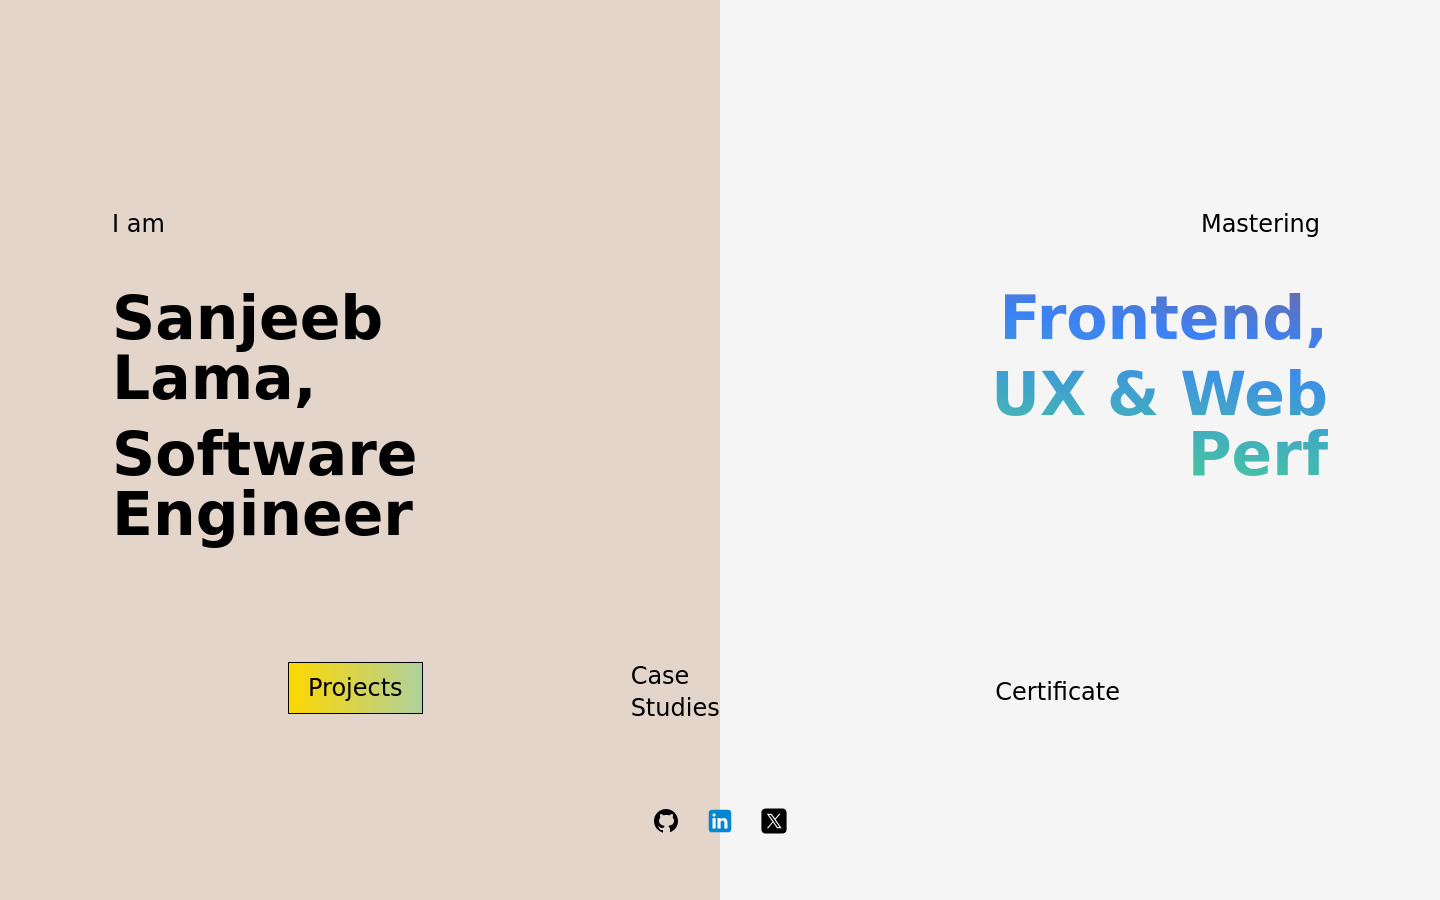 I am
Sanjeeb
Lama,
Software
Engineer
Mastering
Frontend,
UX & Web
Perf
Projects
Case
Studies
Certificate